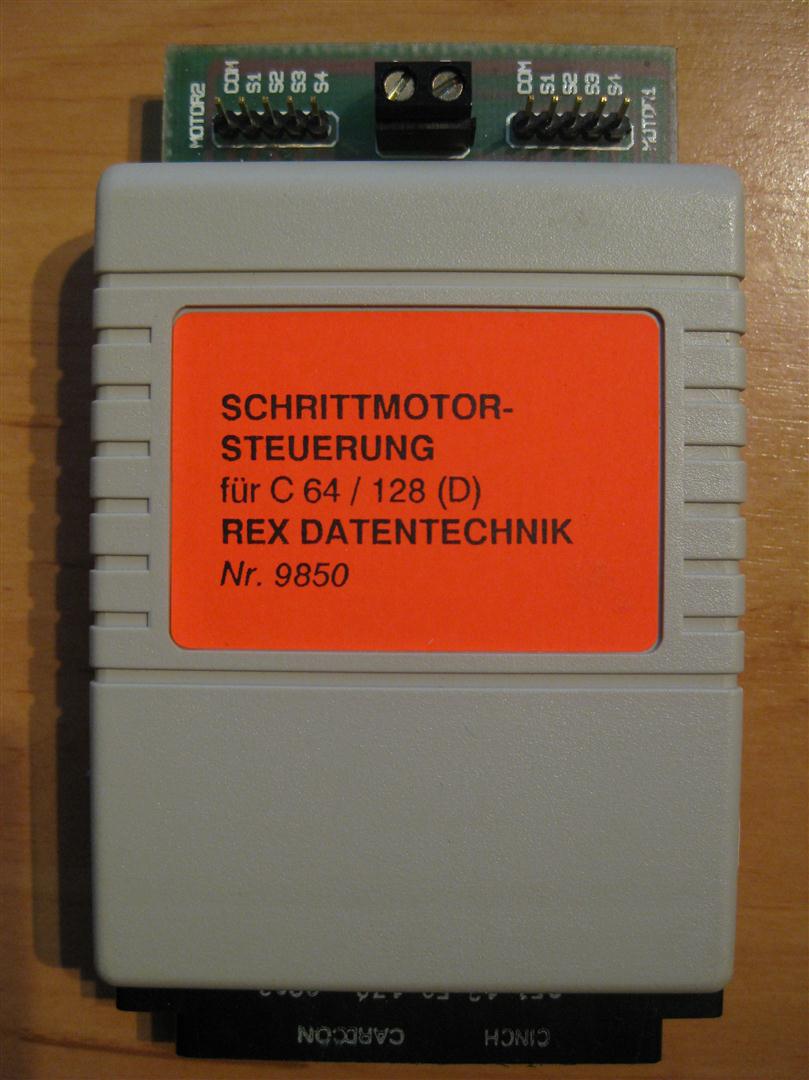 MOTOR2
COM S1 S2 S3 S4
COM S1 S2 S3 S4
MOTOR1
SCHRITTMOTOR-
STEUERUNG
für C 64 / 128 (D)
REX DATENTECHNIK
Nr. 9850
CINCH